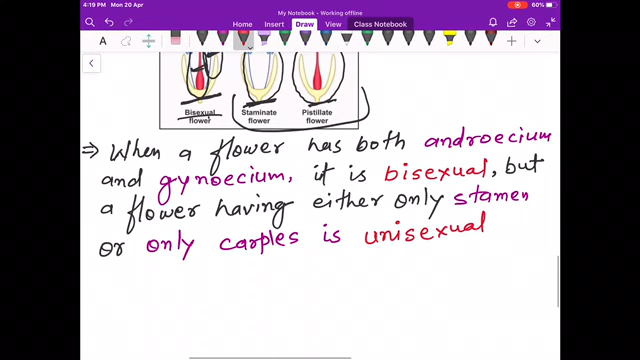 4:19 PM Mon 20 Apr
60%
My Notebook - Working offline
Home Insert Draw View Class Notebook
A
Bisexual flower
Staminate flower
Pistillate flower
⇒ When a flower has both androecium
and gynoecium, it is bisexual, but
a flower having either only stamen
or only carples is unisexual